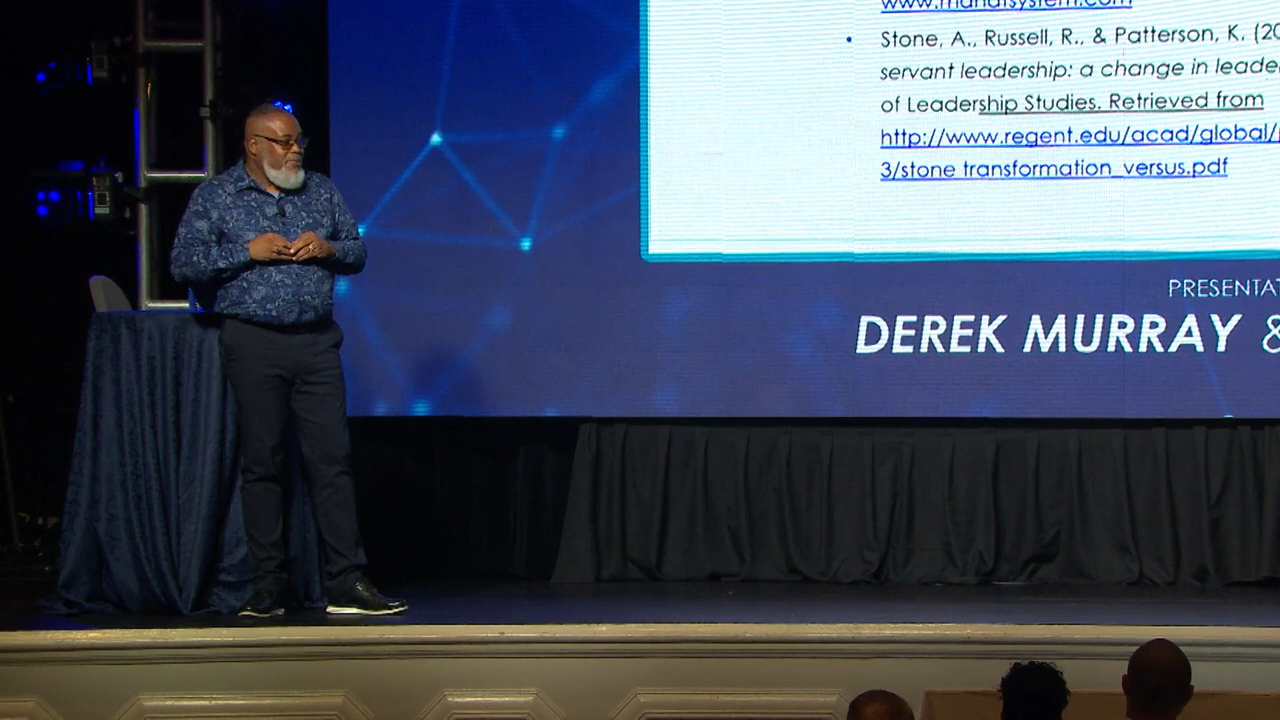 www.mandtsystem.com
Stone, A., Russell, R., & Patterson, K. (20
servant leadership: a change in leade
of Leadership Studies. Retrieved from
http://www.regent.edu/acad/global/
3/stone transformation_versus.pdf
PRESENTAT
DEREK MURRAY &